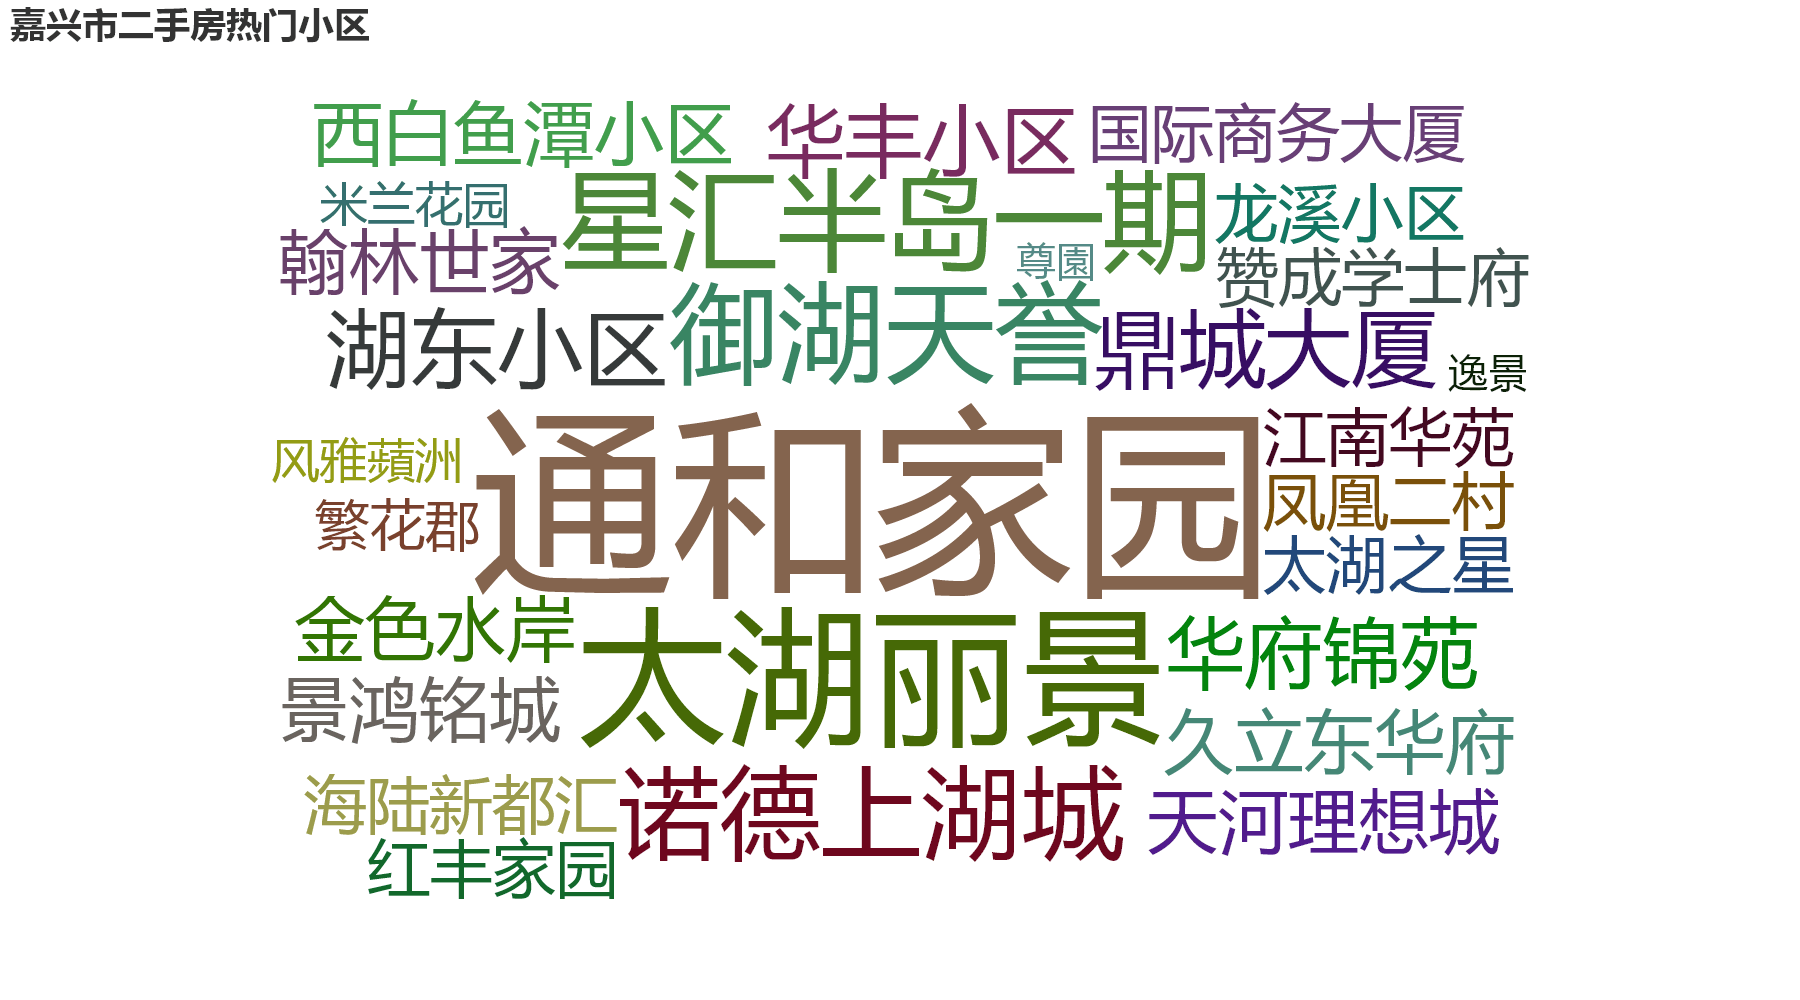 嘉兴市二手房热门小区
西白鱼潭小区
华丰小区
国际商务大厦
米兰花园
星汇半岛一期
龙溪小区
翰林世家
尊園
赞成学士府
湖东小区
御湖天誉
鼎城大厦
逸景
通和家园
江南华苑
风雅蘋洲
凤凰二村
繁花郡
太湖之星
金色水岸
太湖丽景
华府锦苑
景鸿铭城
久立东华府
海陆新都汇
诺德上湖城
天河理想城
红丰家园